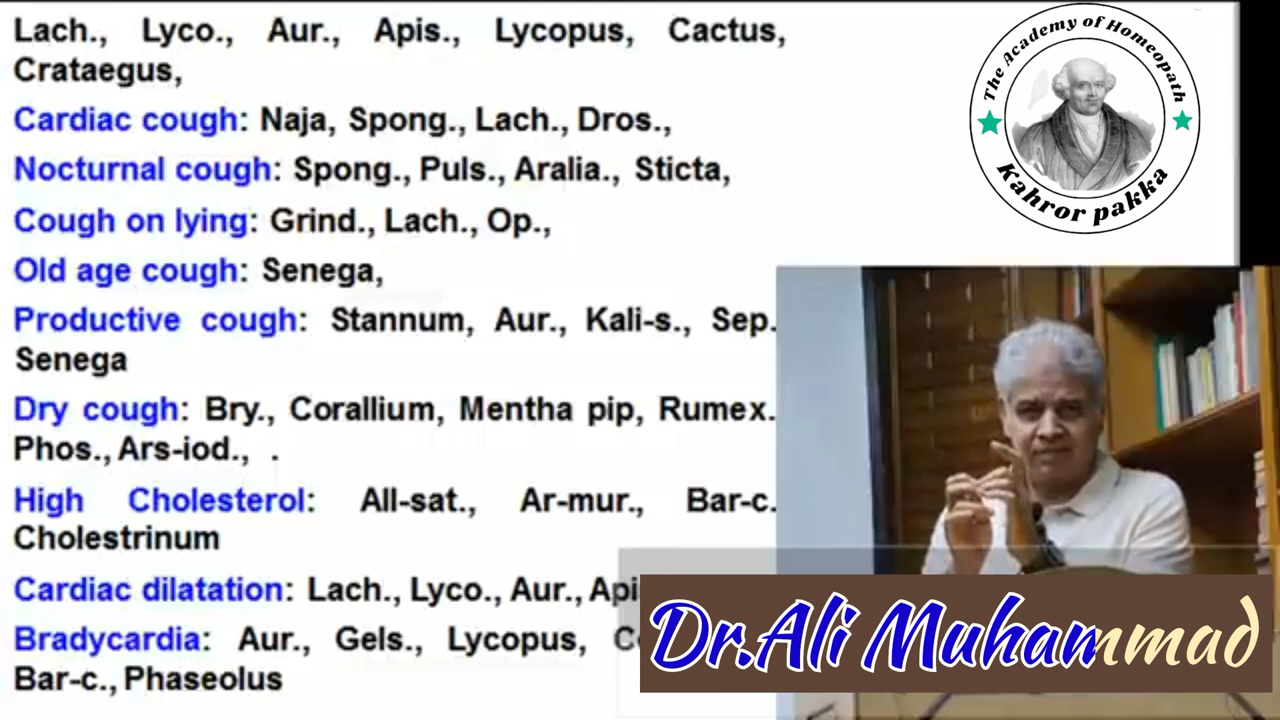 Lach., Lyco., Aur., Apis., Lycopus, Cactus,
Crataegus,
Cardiac cough: Naja, Spong., Lach., Dros.,
Nocturnal cough: Spong., Puls., Aralia., Sticta,
Cough on lying: Grind., Lach., Op.,
Old age cough: Senega,
Productive cough: Stannum, Aur., Kali-s., Sep.
Senega
Dry cough: Bry., Corallium, Mentha pip, Rumex.
Phos., Ars-iod., .
High Cholesterol: All-sat., Ar-mur., Bar-c.
Cholestrinum
Cardiac dilatation: Lach., Lyco., Aur.,
Bradycardia: Aur., Gels., Lycopus,
Bar-c., Phaseolus
The Academy of Homeopath
Kahror pakka
Dr.Ali Muhammad